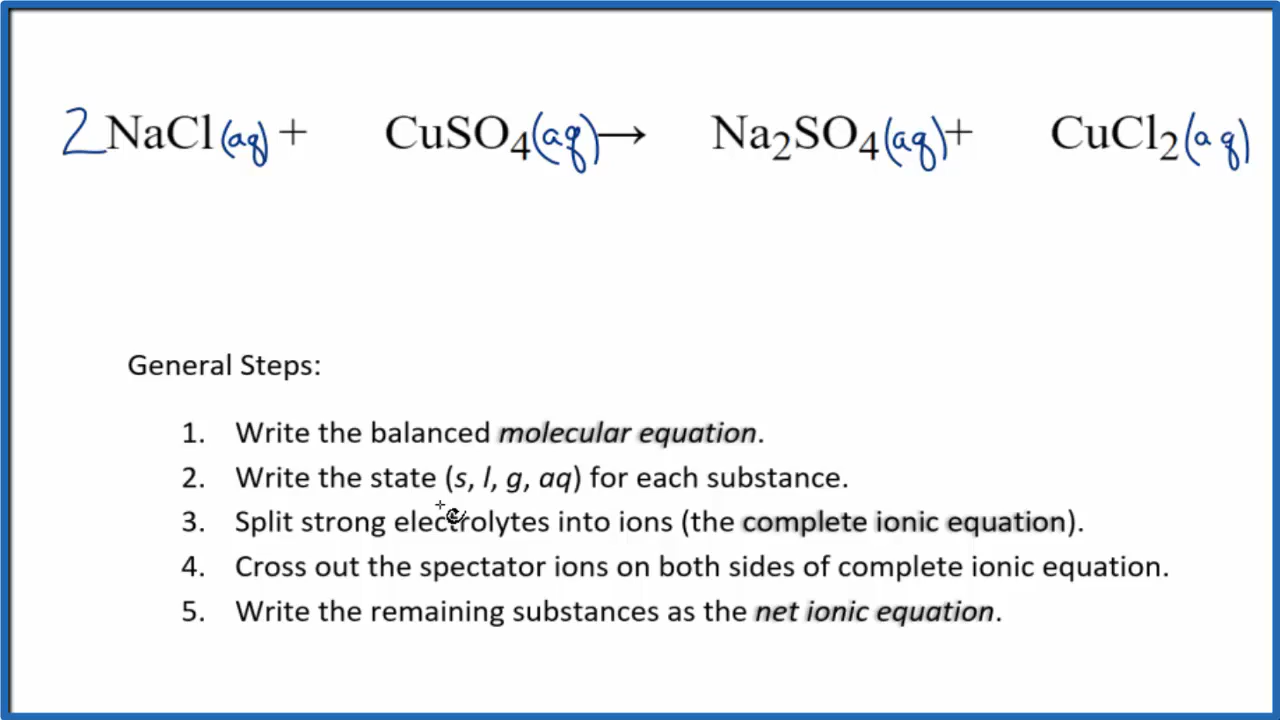 2NaCl(aq) + CuSO₄(aq) → Na₂SO₄(aq) + CuCl₂(aq)
General Steps:
1. Write the balanced molecular equation.
2. Write the state (s, l, g, aq) for each substance.
3. Split strong electrolytes into ions (the complete ionic equation).
4. Cross out the spectator ions on both sides of complete ionic equation.
5. Write the remaining substances as the net ionic equation.